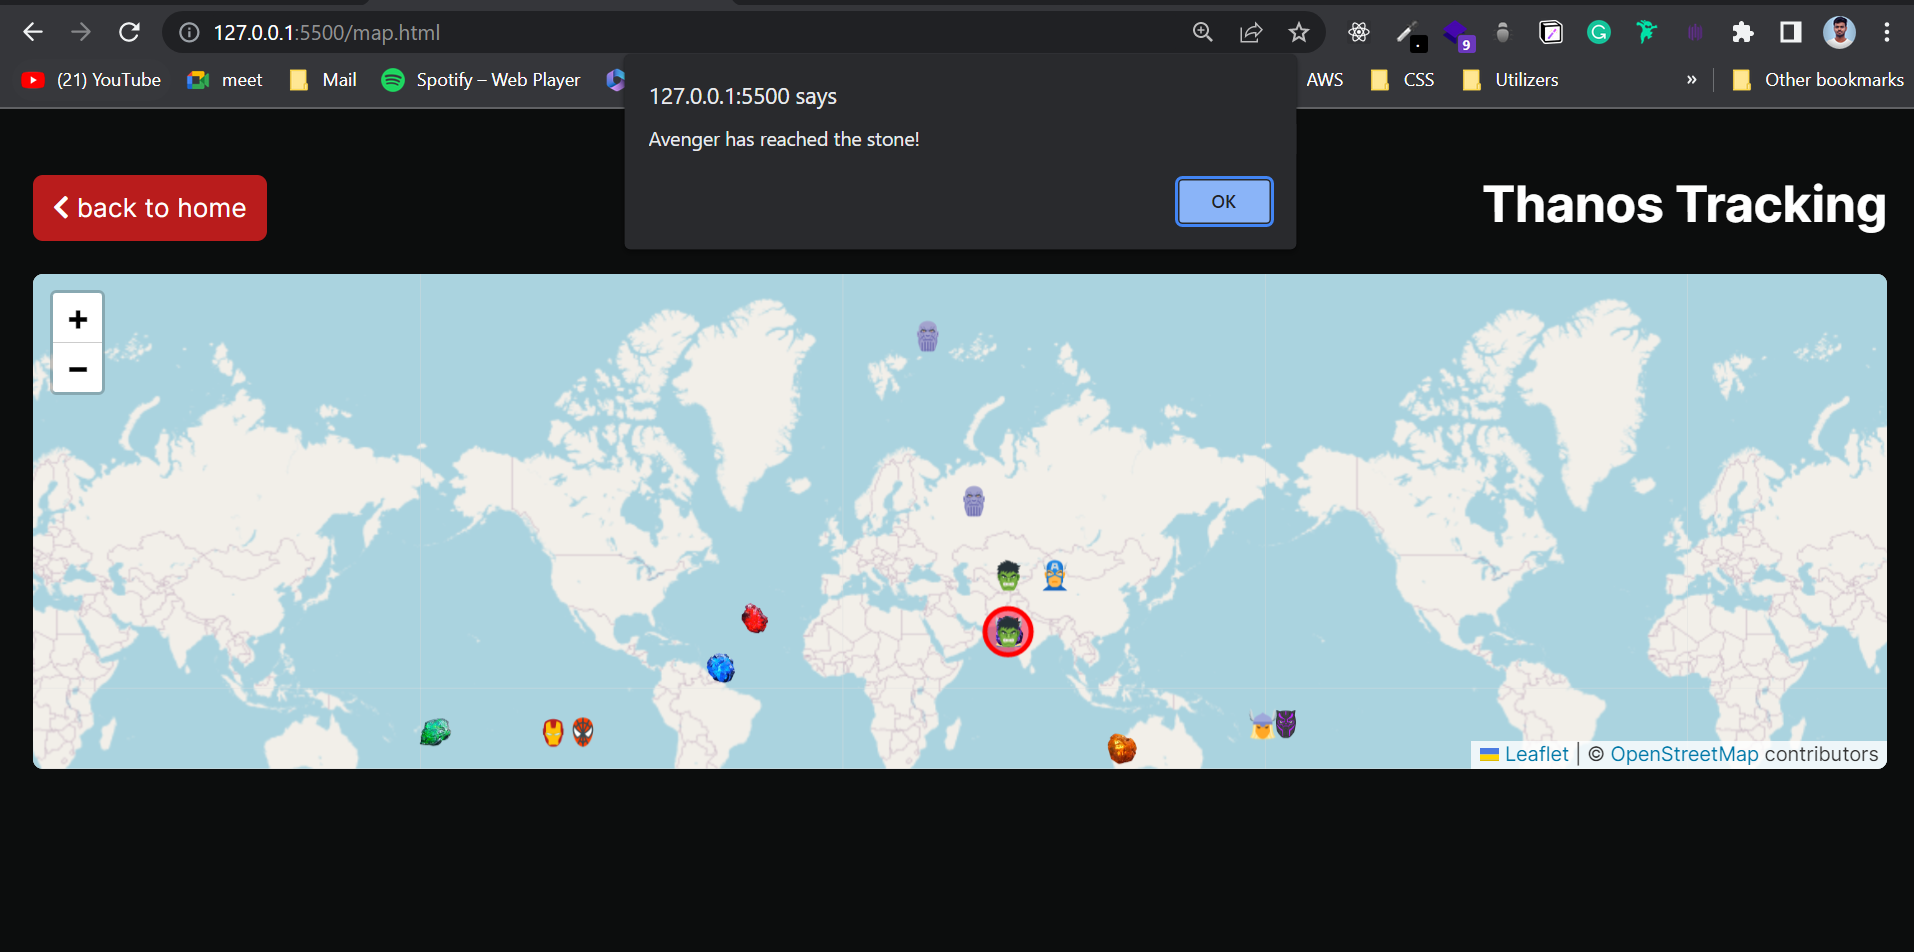 127.0.0.1:5500/map.html
9
(21) YouTube
meet
Mail
Spotify – Web Player
AWS
CSS
Utilizers
»
Other bookmarks
127.0.0.1:5500 says
Avenger has reached the stone!
OK
back to home
Thanos Tracking
+
−
Leaflet | © OpenStreetMap contributors